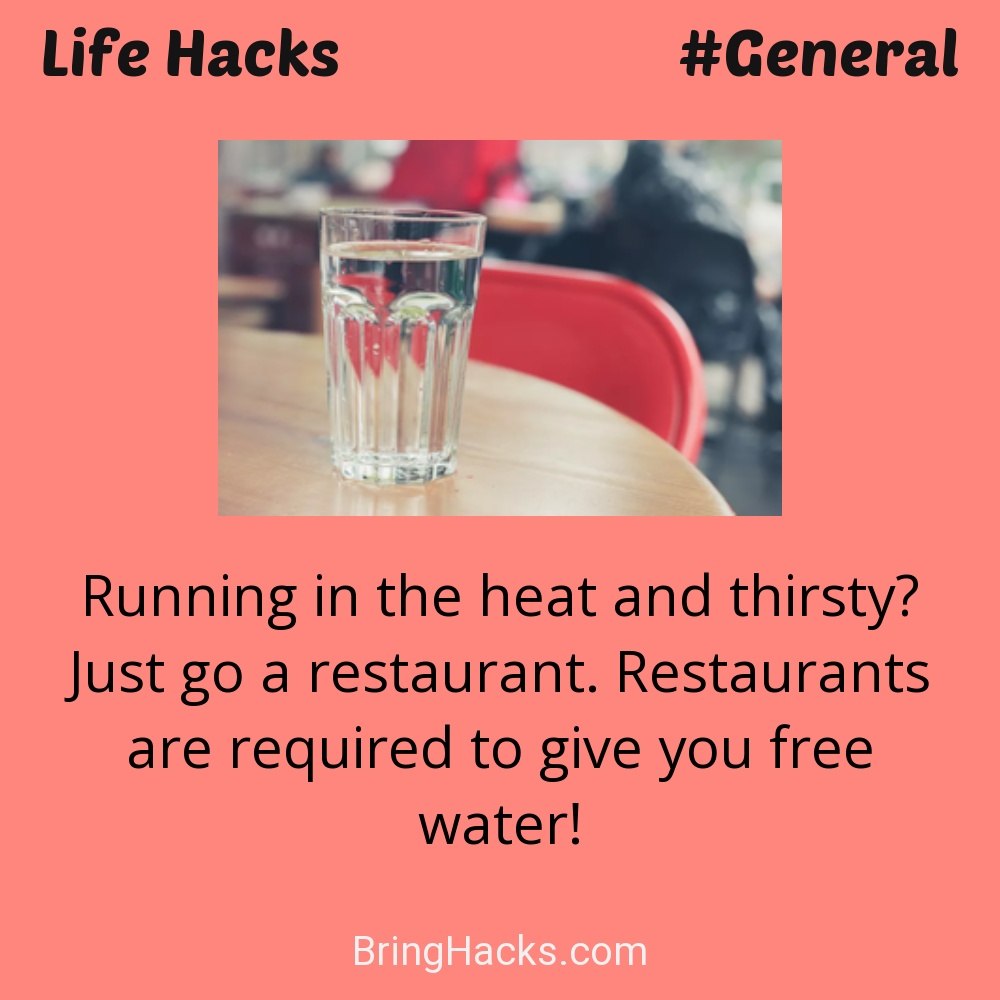 Life Hacks
#General
Running in the heat and thirsty?
Just go a restaurant. Restaurants
are required to give you free
water!
BringHacks.com